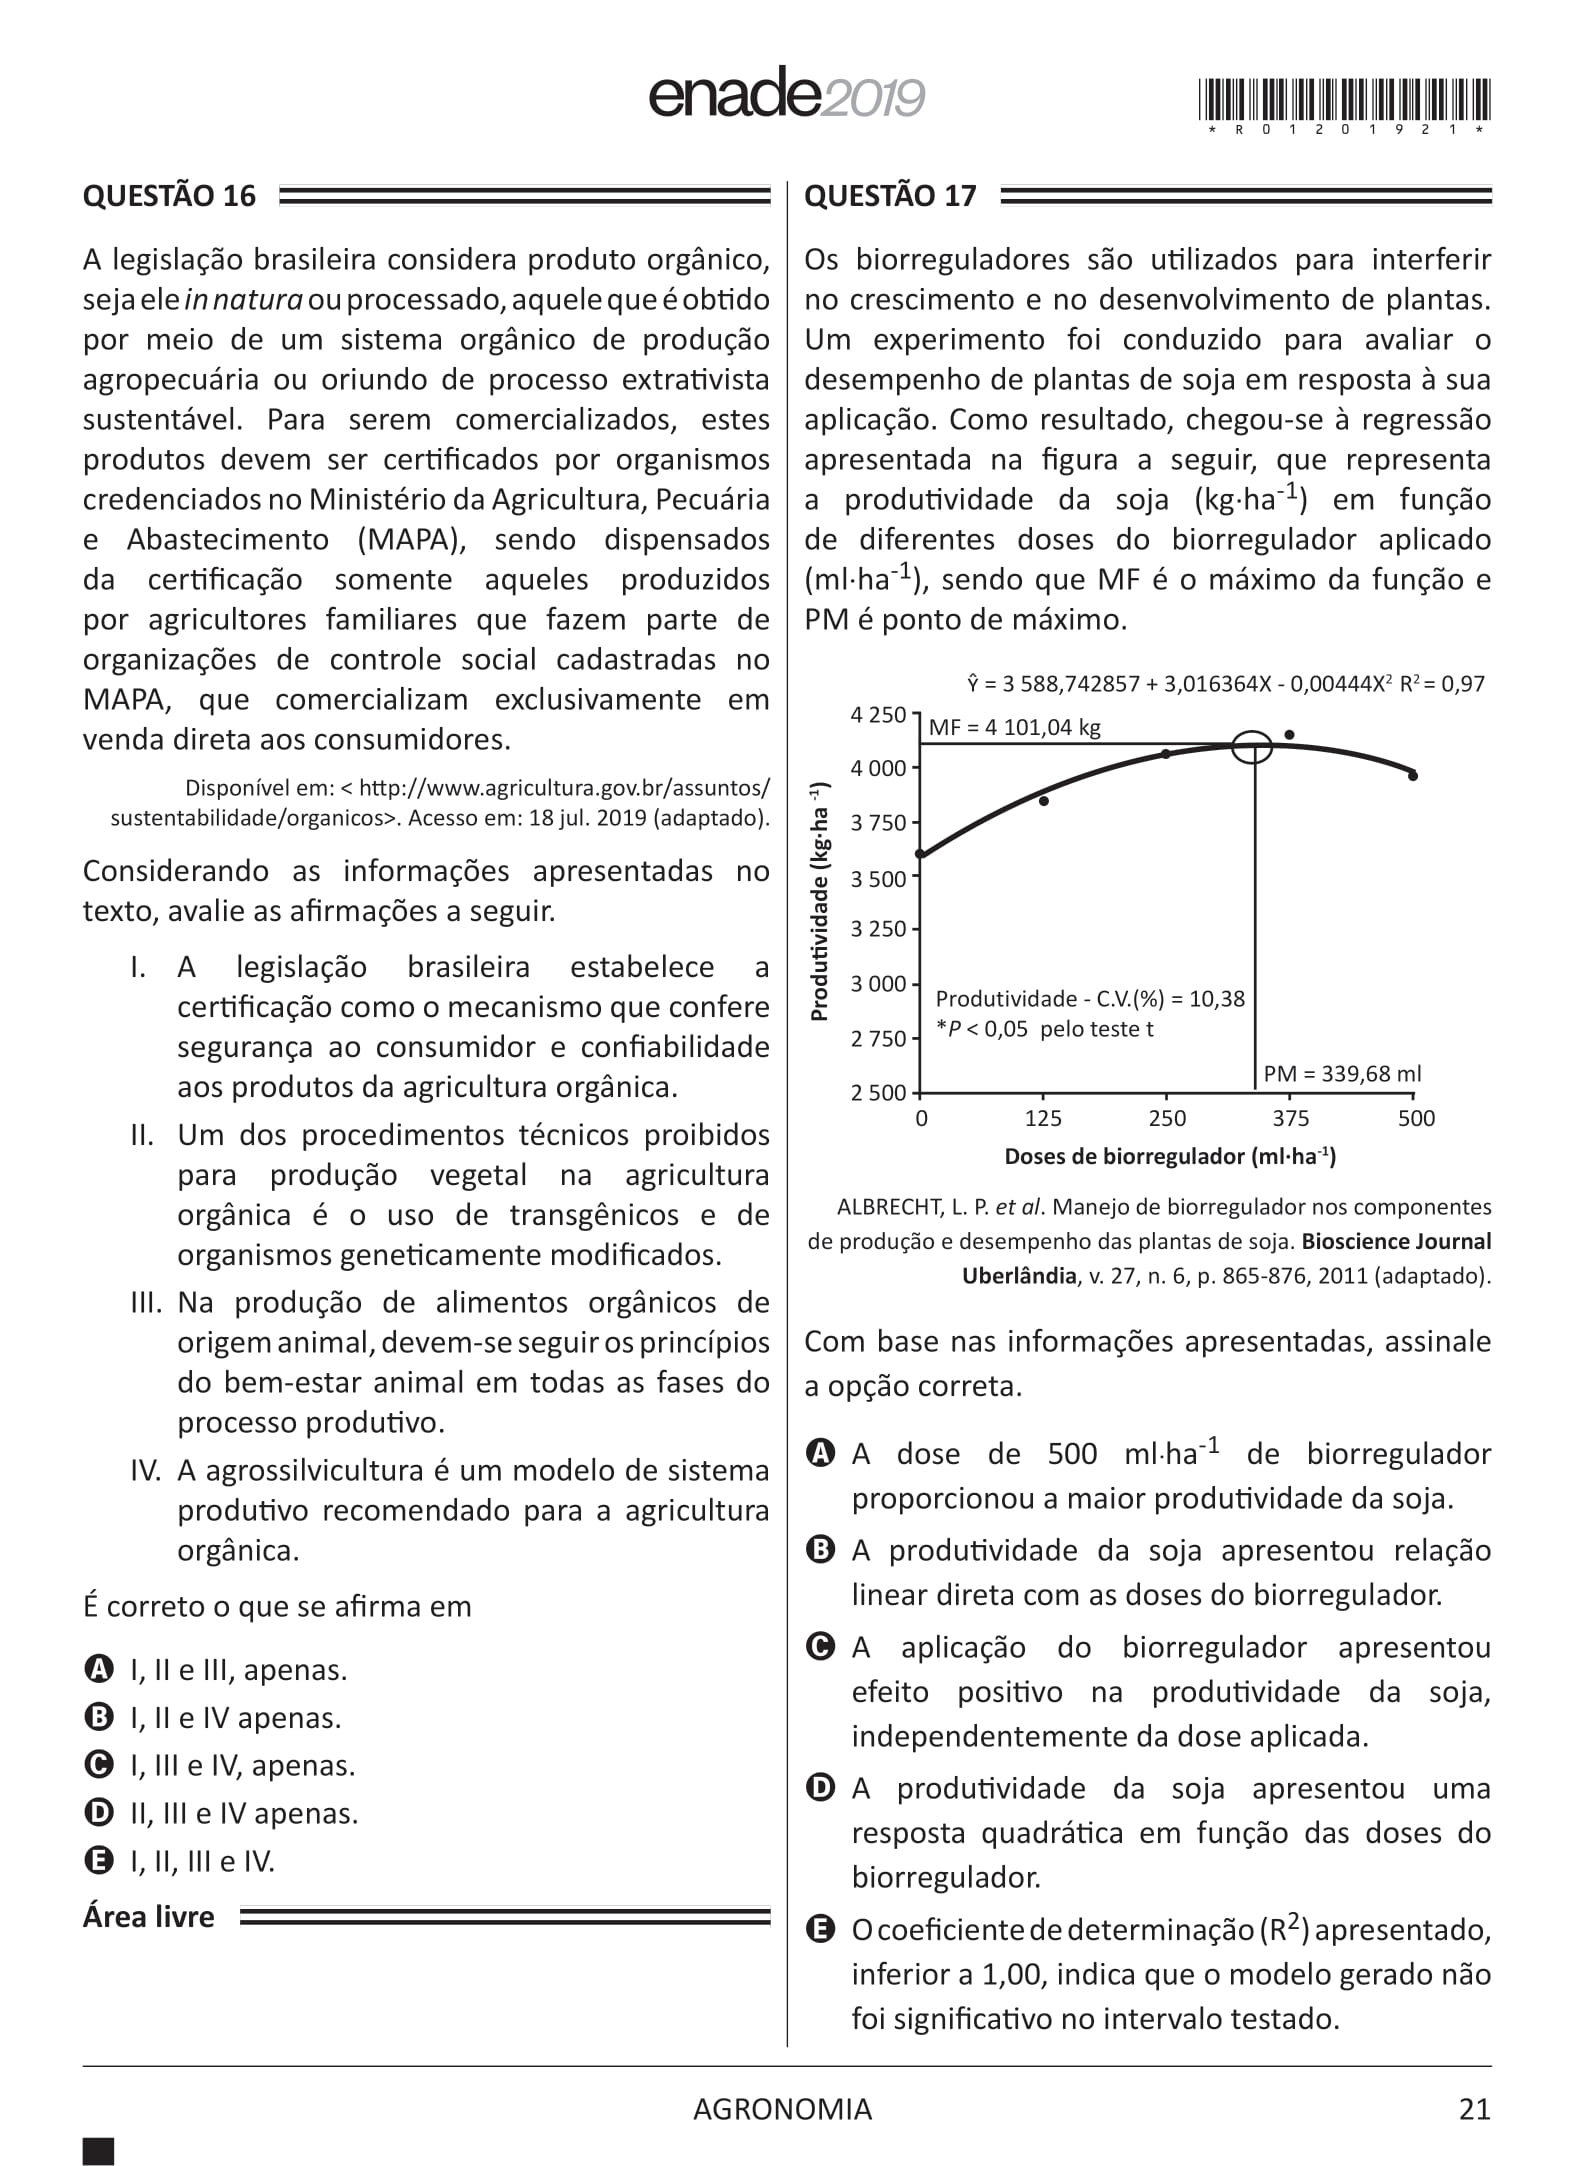 enade2019
*R01201921*
QUESTÃO 16
A legislação brasileira considera produto orgânico,
seja ele in natura ou processado, aquele que é obtido
por meio de um sistema orgânico de produção
agropecuária ou oriundo de processo extrativista
sustentável. Para serem comercializados, estes
produtos devem ser certificados por organismos
credenciados no Ministério da Agricultura, Pecuária
e Abastecimento (MAPA), sendo dispensados
da certificação somente aqueles produzidos
por agricultores familiares que fazem parte de
organizações de controle social cadastradas no
MAPA, que comercializam exclusivamente em
venda direta aos consumidores.
Disponível em: < http://www.agricultura.gov.br/assuntos/
sustentabilidade/organicos>. Acesso em: 18 jul. 2019 (adaptado).
Considerando as informações apresentadas no
texto, avalie as afirmações a seguir.
I. A legislação brasileira estabelece a
certificação como o mecanismo que confere
segurança ao consumidor e confiabilidade
aos produtos da agricultura orgânica.
II. Um dos procedimentos técnicos proibidos
para produção vegetal na agricultura
orgânica é o uso de transgênicos e de
organismos geneticamente modificados.
III. Na produção de alimentos orgânicos de
origem animal, devem-se seguir os princípios
do bem-estar animal em todas as fases do
processo produtivo.
IV. A agrossilvicultura é um modelo de sistema
produtivo recomendado para a agricultura
orgânica.
É correto o que se afirma em
A I, II e III, apenas.
B I, II e IV apenas.
C I, III e IV, apenas.
D II, III e IV apenas.
E I, II, III e IV.
Área livre
QUESTÃO 17
Os biorreguladores são utilizados para interferir
no crescimento e no desenvolvimento de plantas.
Um experimento foi conduzido para avaliar o
desempenho de plantas de soja em resposta à sua
aplicação. Como resultado, chegou-se à regressão
apresentada na figura a seguir, que representa
a produtividade da soja (kg·ha⁻¹) em função
de diferentes doses do biorregulador aplicado
(ml·ha⁻¹), sendo que MF é o máximo da função e
PM é ponto de máximo.
Ŷ = 3 588,742857 + 3,016364X - 0,00444X² R² = 0,97
4 250
MF = 4 101,04 kg
4 000
3 750
3 500
3 250
3 000
2 750
2 500
Produtividade (kg·ha ⁻¹)
Produtividade - C.V.(%) = 10,38
*P < 0,05 pelo teste t
PM = 339,68 ml
0 125 250 375 500
Doses de biorregulador (ml·ha⁻¹)
ALBRECHT, L. P. et al. Manejo de biorregulador nos componentes
de produção e desempenho das plantas de soja. Bioscience Journal
Uberlândia, v. 27, n. 6, p. 865-876, 2011 (adaptado).
Com base nas informações apresentadas, assinale
a opção correta.
A A dose de 500 ml·ha⁻¹ de biorregulador
proporcionou a maior produtividade da soja.
B A produtividade da soja apresentou relação
linear direta com as doses do biorregulador.
C A aplicação do biorregulador apresentou
efeito positivo na produtividade da soja,
independentemente da dose aplicada.
D A produtividade da soja apresentou uma
resposta quadrática em função das doses do
biorregulador.
E O coeficiente de determinação (R²) apresentado,
inferior a 1,00, indica que o modelo gerado não
foi significativo no intervalo testado.
AGRONOMIA
21